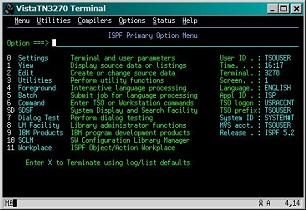 VistaTN3270 Terminal
Menu Utilities Compilers Options Status Help
ISPF Primary Option Menu
Option ===>
0 Settings Terminal and user parameters User ID . : TSOUSER
1 View Display source data or listings Time. . . : 16:17
2 Edit Create or change source data Terminal. : 3278
3 Utilities Perform utility functions Screen. . : 1
4 Foreground Interactive language processing Language. : ENGLISH
5 Batch Submit job for language processing Appl ID . : ISP
6 Command Enter TSO or Workstation commands TSO logon : USRACCNT
SD SDSF System Display and Search Facility TSO prefix: TSOUSER
7 Dialog Test Perform dialog testing System ID : SYSTEM#T
8 LM Facility Library administrator functions MVS acct. : TSOUSER
9 IBM Products IBM program development products Release . : ISPF 5.2
10 SCLM SW Configuration Library Manager
11 Workplace ISPF Object/Action Workplace
Enter X to Terminate using log/list defaults
A 4,14